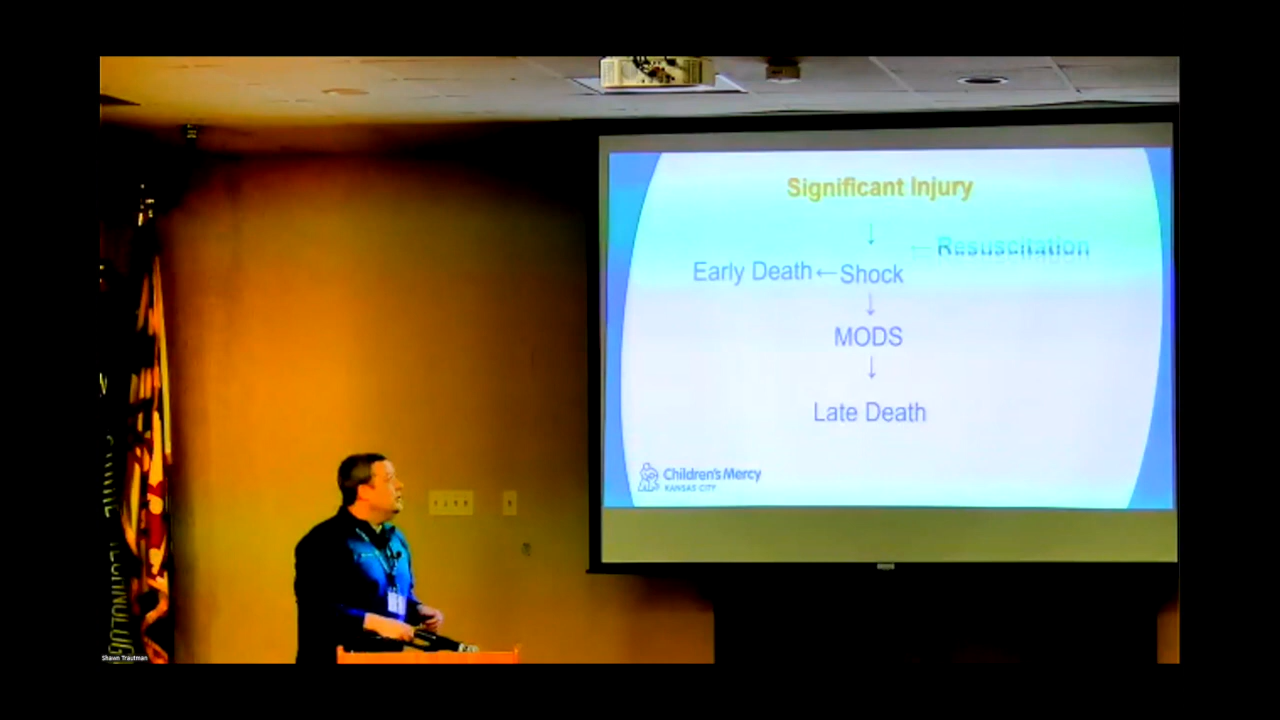 Significant Injury
↓
←Resuscitation
Early Death←Shock
↓
MODS
↓
Late Death
Children's Mercy
KANSAS CITY
Shawn Trautman